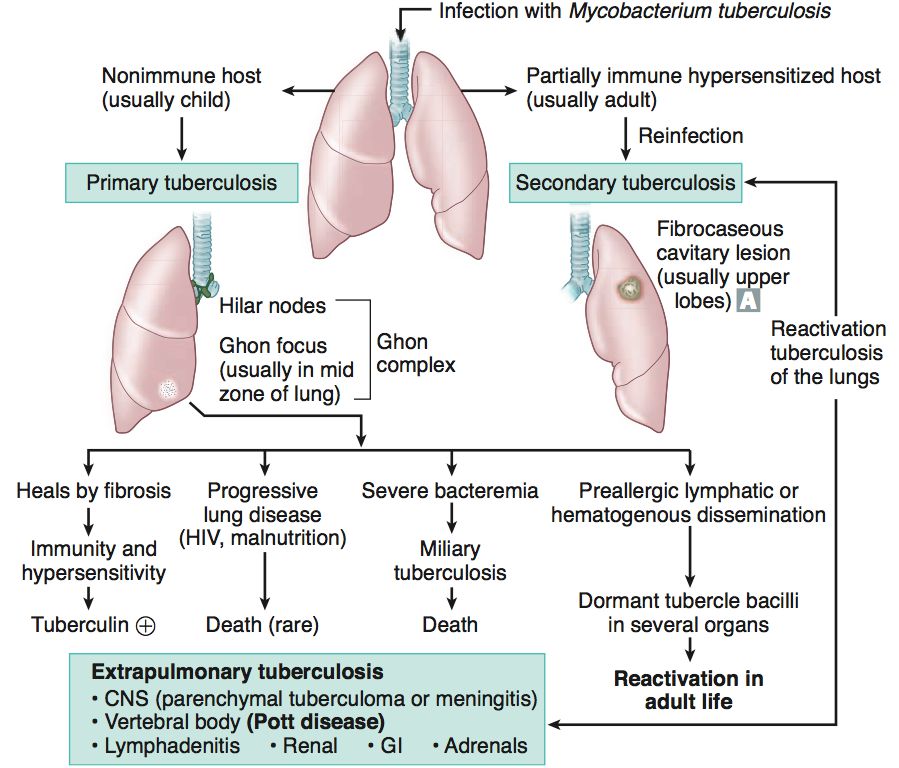 Infection with Mycobacterium tuberculosis
Nonimmune host
(usually child)
Partially immune hypersensitized host
(usually adult)
Reinfection
Primary tuberculosis
Secondary tuberculosis
Fibrocaseous
cavitary lesion
(usually upper
lobes) A
Hilar nodes
Ghon focus
(usually in mid
zone of lung)
Ghon
complex
Reactivation
tuberculosis
of the lungs
Heals by fibrosis
Immunity and
hypersensitivity
Tuberculin ⊕
Progressive
lung disease
(HIV, malnutrition)
Death (rare)
Severe bacteremia
Miliary
tuberculosis
Death
Preallergic lymphatic or
hematogenous dissemination
Dormant tubercle bacilli
in several organs
Reactivation in
adult life
Extrapulmonary tuberculosis
• CNS (parenchymal tuberculoma or meningitis)
• Vertebral body (Pott disease)
• Lymphadenitis • Renal • GI • Adrenals